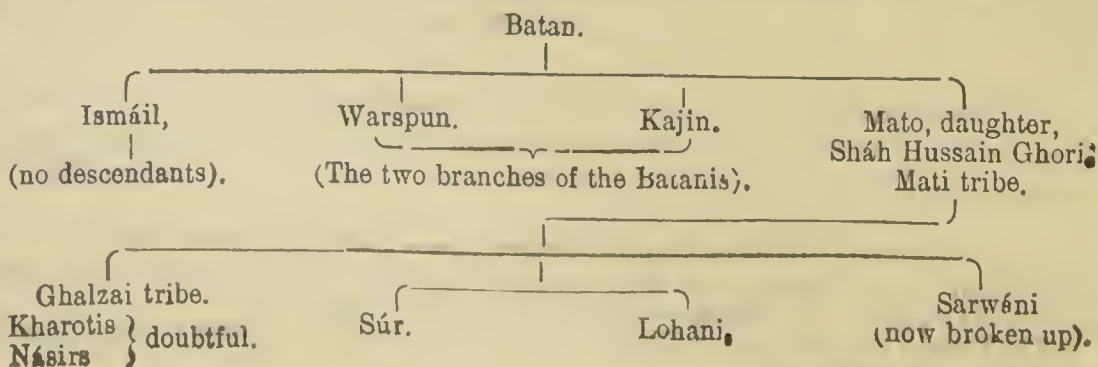 Batan.
Ismáil,
Warspun.
Kajin.
Mato, daughter,
Sháh Hussain Ghori;
Mati tribe.
(no descendants).
(The two branches of the Batanis).
Ghalzai tribe.
Kharotis } doubtful.
Násirs
Súr.
Lohani,
Sarwáni
(now broken up).